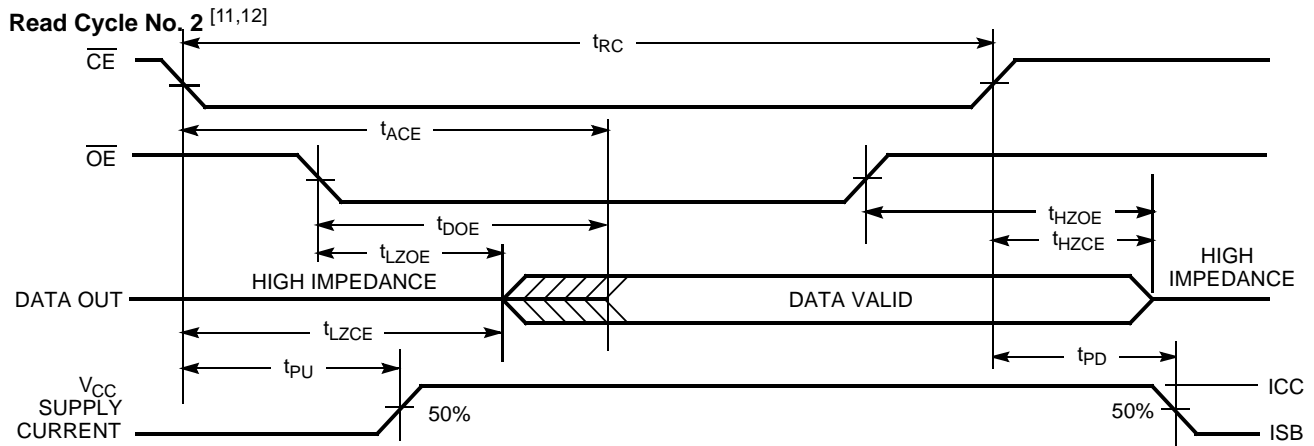 Read Cycle No. 2 [11,12]
tRC
CE
tACE
OE
tDOE
tHZOE
tLZOE
tHZCE
HIGH IMPEDANCE
HIGH
IMPEDANCE
DATA OUT
DATA VALID
tLZCE
tPU
tPD
VCC
SUPPLY
CURRENT
50%
50%
ICC
ISB